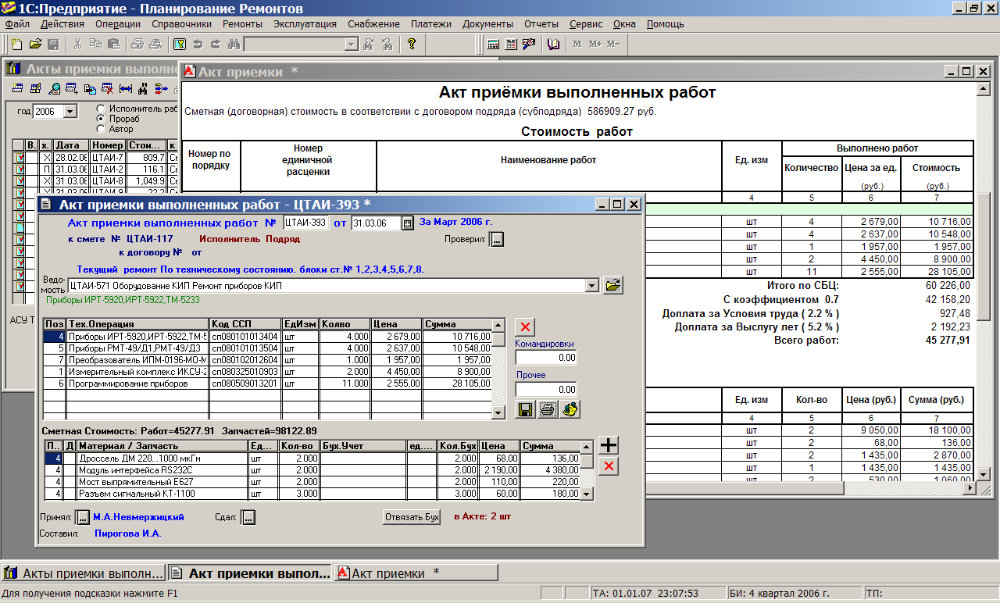 1С:Предприятие - Планирование Ремонтов
Файл Действия Операции Справочники Ремонты Эксплуатация Снабжение Платежи Документы Отчеты Сервис Окна Помощь
M M+ M-
Акты приемки выполн
год 2006
Исполнитель раб
Прораб
Автор
В. х. Дата Номер Стои... к
Х 28.02.06 ЦТАИ-7 809.7
П 31.03.06 ЦТАИ-2 116.1
Х 31.03.06 ЦТАИ-8 1,049.9
АСУ Т
Акт приемки *
Акт приёмки выполненных работ
Сметная (договорная) стоимость в соответствии с договором подряда (субподряда) 586909.27 руб.
Стоимость работ
Номер по порядку Номер единичной расценки Наименование работ Ед. изм Выполнено работ
Количество Цена за ед. (руб.) Стоимость (руб.)
4 5 6 7
шт 4 2 679,00 10 716,00
шт 4 2 637,00 10 548,00
шт 1 1 957,00 1 957,00
шт 2 4 450,00 8 900,00
шт 11 2 555,00 28 105,00
Итого по СБЦ: 60 226,00
С коэффициентом 0.7 42 158,20
Доплата за Условия труда ( 2.2 % ) 927,48
Доплата за Выслугу лет ( 5.2 % ) 2 192,23
Всего работ: 45 277,91
Ед. изм Кол-во Цена (руб.) Сумма (руб.)
4 5 6 7
шт 2 9 050,00 18 100,00
шт 2 68,00 136,00
шт 2 1 435,00 2 870,00
шт 1 1 435,00 1 435,00
шт 2 530,00 1 060,00
Акт приемки выполненных работ - ЦТАИ-393 *
Акт приемки выполненных работ № ЦТАИ-393 от 31.03.06 За Март 2006 г.
к смете № ЦТАИ-117 Исполнитель Подряд Проверил: ...
к договору № от
Текущий ремонт По техническому состоянию. блоки ст.№ 1,2,3,4,5,6,7,8.
Ведомость ЦТАИ-571 Оборудование КИП Ремонт приборов КИП
Приборы ИРТ-5920,ИРТ-5922,ТМ-5233
Поз Тех.Операция Код ССП ЕдИзм Колво Цена Сумма
4 Приборы ИРТ-5920,ИРТ-5922,ТМ-5 сп080101013404 шт 4.000 2 679,00 10 716,00
5 Приборы РМТ-49/Д1,РМТ-49/Д3 сп080101013504 шт 4.000 2 637,00 10 548,00
7 Преобразователь ИПМ-0196-МО-М сп080102012604 шт 1.000 1 957,00 1 957,00
1 Измерительный комплекс ИКСУ-2 сп080325010903 шт 2.000 4 450,00 8 900,00
6 Программирование приборов сп080509013201 шт 11.000 2 555,00 28 105,00
Командировки
0.00
Прочее
0.00
Сметная Стоимость: Работ=45277.91 Запчастей=98122.89
П.. Д Материал / Запчасть Ед... Кол-во Бух.Учет ед.... Кол.Бух Цена Сумма
4 Дроссель ДМ 220...1000 мкГн шт 2.000 2.000 68,00 136,00
4 Модуль интерфейса RS232C шт 2.000 2.000 2 190,00 4 380,00
4 Мост выпрямительный Е627 шт 2.000 2.000 110,00 220,00
4 Разъем сигнальный КТ-1100 шт 3.000 3.000 60,00 180,00
Принял: ... М.А.Невмержицкий Сдал: ... Отвязать Бух в Акте: 2 шт
Составил: Пирогова И.А.
Акты приемки выполн... Акт приемки выпол... Акт приемки *
Для получения подсказки нажмите F1 ТА: 01.01.07 23:07:53 БИ: 4 квартал 2006 г. ТП: